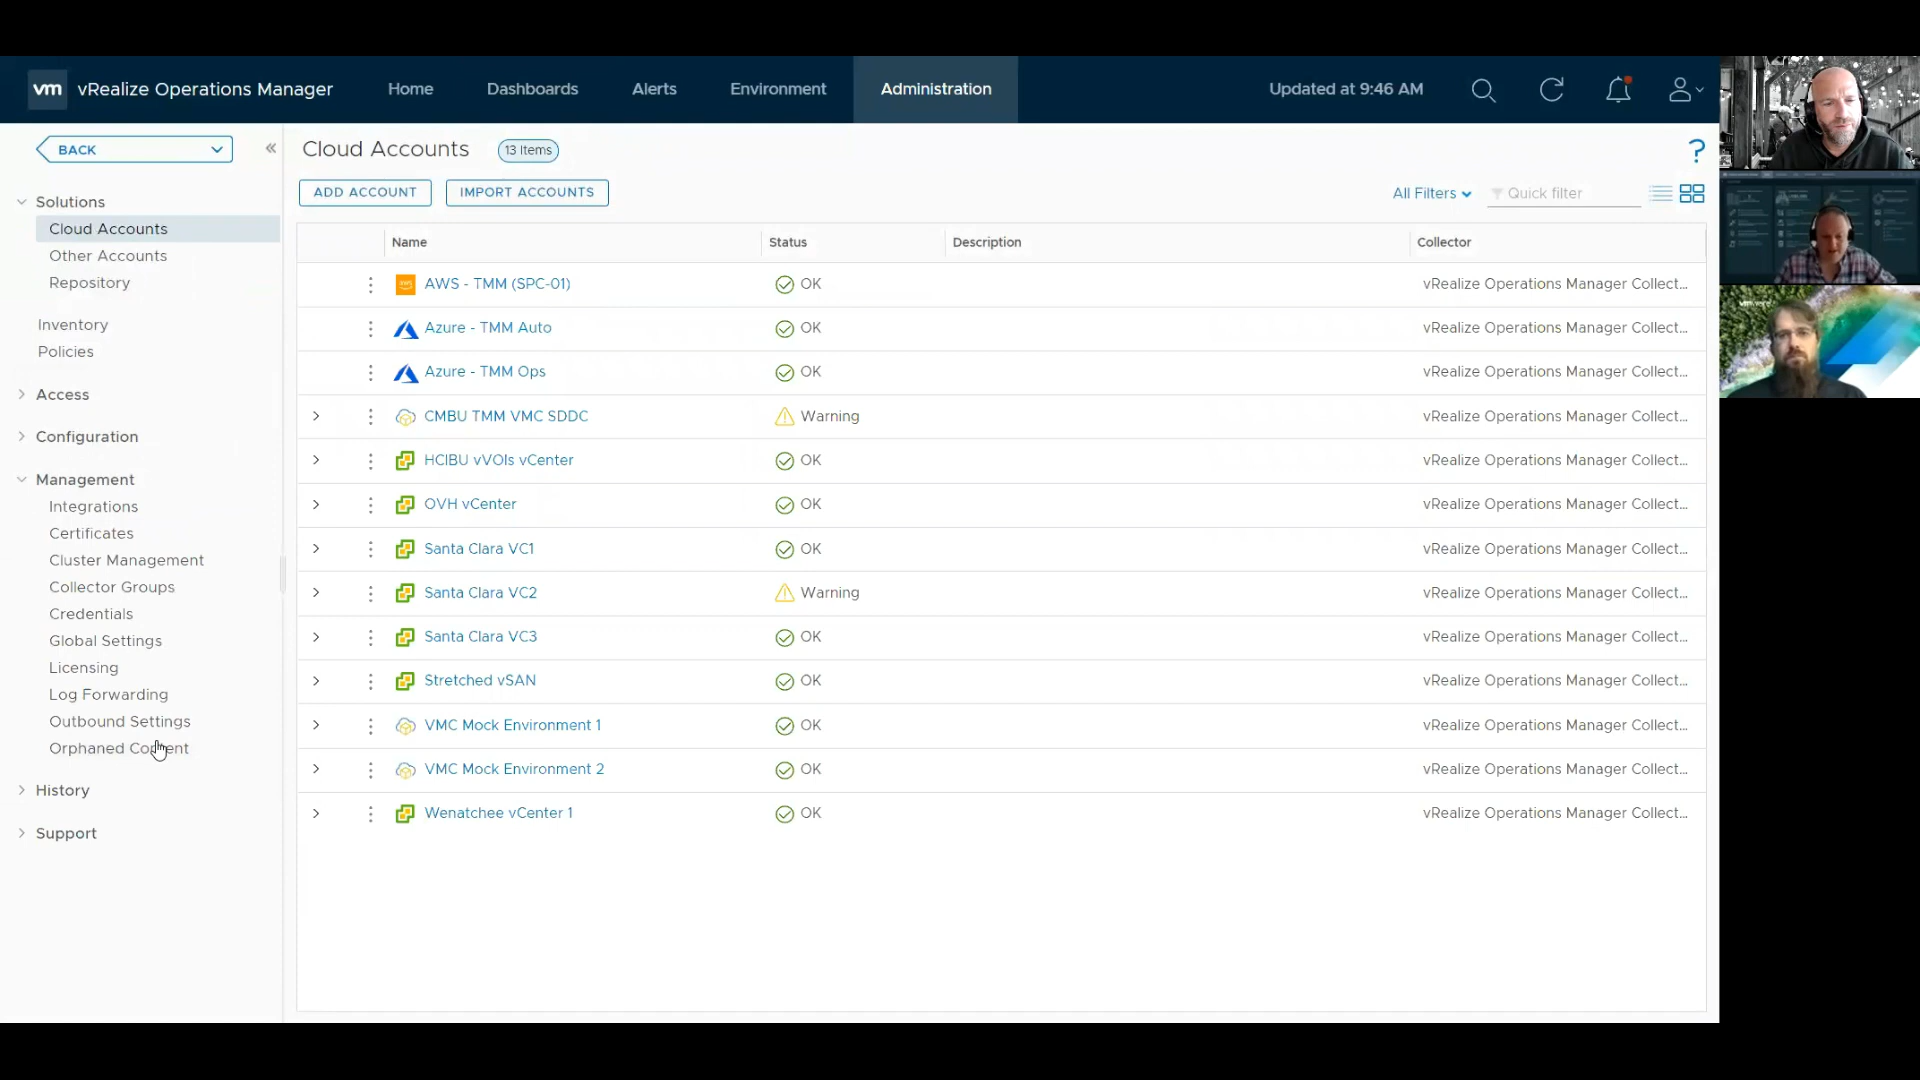 vm vRealize Operations Manager Home Dashboards Alerts Environment Administration Updated at 9:46 AM
BACK
Solutions
Cloud Accounts
Other Accounts
Repository
Inventory
Policies
Access
Configuration
Management
Integrations
Certificates
Cluster Management
Collector Groups
Credentials
Global Settings
Licensing
Log Forwarding
Outbound Settings
Orphaned Content
History
Support
Cloud Accounts 13 Items ?
ADD ACCOUNT IMPORT ACCOUNTS All Filters Quick filter
Name Status Description Collector
aws AWS - TMM (SPC-01) OK vRealize Operations Manager Collect...
Azure - TMM Auto OK vRealize Operations Manager Collect...
Azure - TMM Ops OK vRealize Operations Manager Collect...
CMBU TMM VMC SDDC Warning vRealize Operations Manager Collect...
HCIBU vVOls vCenter OK vRealize Operations Manager Collect...
OVH vCenter OK vRealize Operations Manager Collect...
Santa Clara VC1 OK vRealize Operations Manager Collect...
Santa Clara VC2 Warning vRealize Operations Manager Collect...
Santa Clara VC3 OK vRealize Operations Manager Collect...
Stretched vSAN OK vRealize Operations Manager Collect...
VMC Mock Environment 1 OK vRealize Operations Manager Collect...
VMC Mock Environment 2 OK vRealize Operations Manager Collect...
Wenatchee vCenter 1 OK vRealize Operations Manager Collect...
vmware